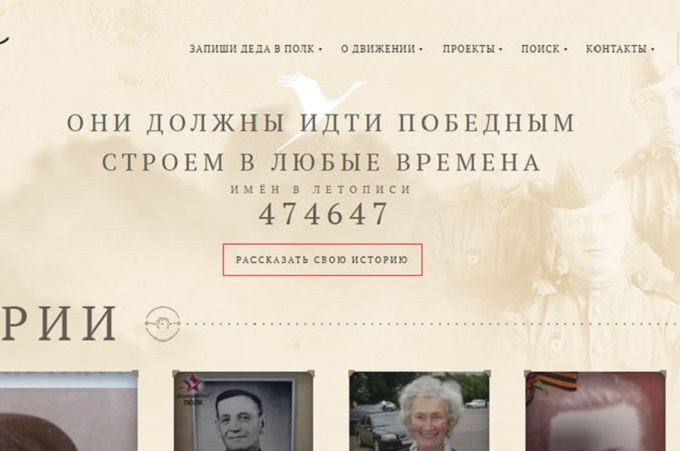 ЗАПИШИ ДЕДА В ПОЛК О ДВИЖЕНИИ ПРОЕКТЫ ПОИСК КОНТАКТЫ
ОНИ ДОЛЖНЫ ИДТИ ПОБЕДНЫМ
СТРОЕМ В ЛЮБЫЕ ВРЕМЕНА
ИМЁН В ЛЕТОПИСИ
474647
РАССКАЗАТЬ СВОЮ ИСТОРИЮ
РИИ
ПОЛК